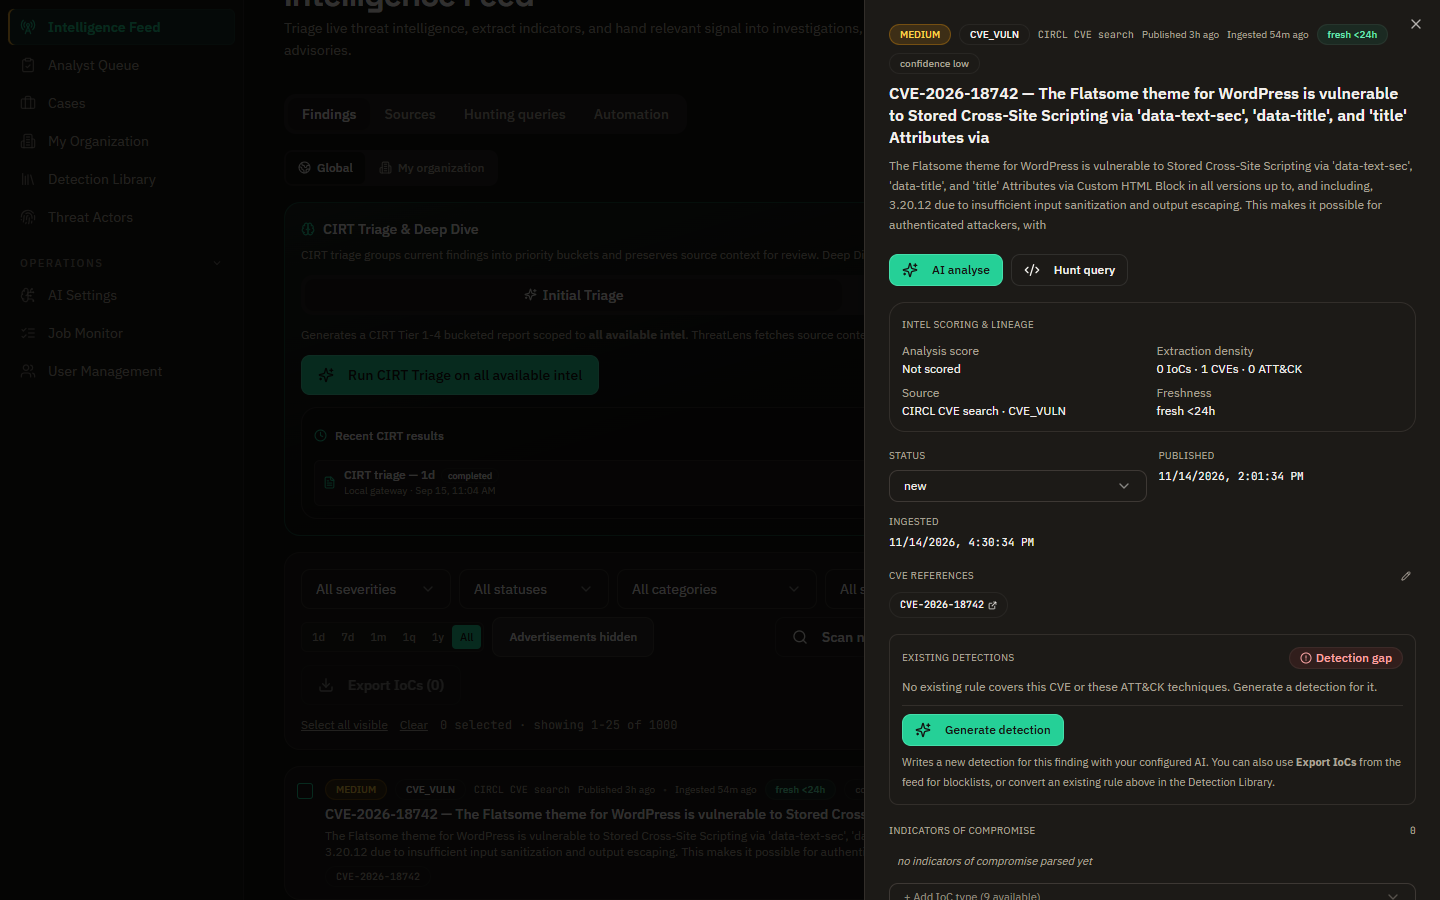 Intelligence Feed
Analyst Queue
Cases
My Organization
Detection Library
Threat Actors
OPERATIONS
AI Settings
Job Monitor
User Management
Intelligence Feed
Triage live threat intelligence, extract indicators, and hand relevant signal into investigations,
advisories.
Findings
Sources
Hunting queries
Automation
Global
My organization
CIRT Triage & Deep Dive
CIRT triage groups current findings into priority buckets and preserves source context for review. Deep Di
Initial Triage
Generates a CIRT Tier 1-4 bucketed report scoped to all available intel. ThreatLens fetches source conte
Run CIRT Triage on all available intel
Recent CIRT results
CIRT triage — 1d completed
Local gateway · Sep 15, 11:04 AM
All severities
All statuses
All categories
All s
1d 7d 1m 1q 1y All
Advertisements hidden
Scan n
Export IoCs (0)
Select all visible Clear 0 selected · showing 1-25 of 1000
MEDIUM CVE_VULN CIRCL CVE search Published 3h ago · Ingested 54m ago fresh <24h co
CVE-2026-18742 — The Flatsome theme for WordPress is vulnerable to Stored Cross
The Flatsome theme for WordPress is vulnerable to Stored Cross-Site Scripting via 'data-text-sec', 'da
3.20.12 due to insufficient input sanitization and output escaping. This makes it possible for authent
CVE-2026-18742
MEDIUM CVE_VULN CIRCL CVE search Published 3h ago Ingested 54m ago fresh <24h
confidence low
CVE-2026-18742 — The Flatsome theme for WordPress is vulnerable
to Stored Cross-Site Scripting via 'data-text-sec', 'data-title', and 'title'
Attributes via
The Flatsome theme for WordPress is vulnerable to Stored Cross-Site Scripting via 'data-text-sec',
'data-title', and 'title' Attributes via Custom HTML Block in all versions up to, and including,
3.20.12 due to insufficient input sanitization and output escaping. This makes it possible for
authenticated attackers, with
AI analyse
Hunt query
INTEL SCORING & LINEAGE
Analysis score
Not scored
Extraction density
0 IoCs · 1 CVEs · 0 ATT&CK
Source
CIRCL CVE search · CVE_VULN
Freshness
fresh <24h
STATUS
new
PUBLISHED
11/14/2026, 2:01:34 PM
INGESTED
11/14/2026, 4:30:34 PM
CVE REFERENCES
CVE-2026-18742
EXISTING DETECTIONS
Detection gap
No existing rule covers this CVE or these ATT&CK techniques. Generate a detection for it.
Generate detection
Writes a new detection for this finding with your configured AI. You can also use Export IoCs from the
feed for blocklists, or convert an existing rule above in the Detection Library.
INDICATORS OF COMPROMISE 0
no indicators of compromise parsed yet
+ Add IoC type (9 available)